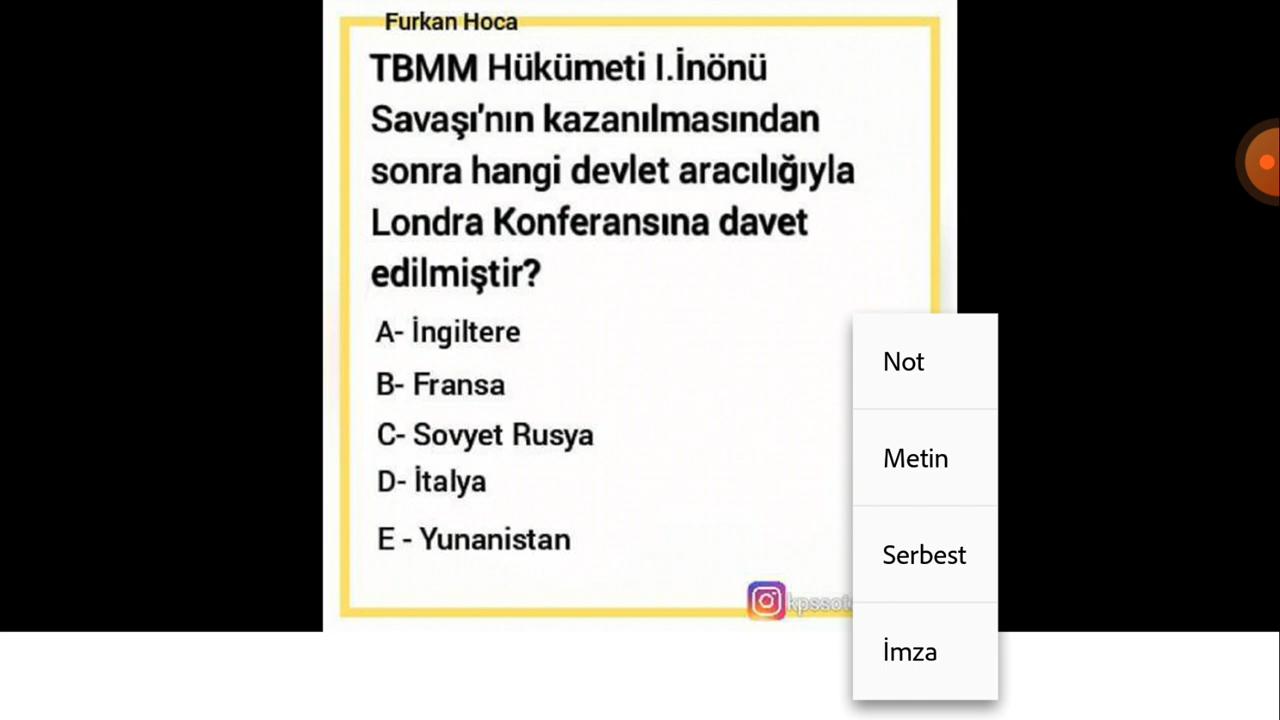 Furkan Hoca
TBMM Hükümeti I.İnönü
Savaşı'nın kazanılmasından
sonra hangi devlet aracılığıyla
Londra Konferansına davet
edilmiştir?
A- İngiltere
B- Fransa
C- Sovyet Rusya
D- İtalya
E - Yunanistan
Not
Metin
Serbest
İmza